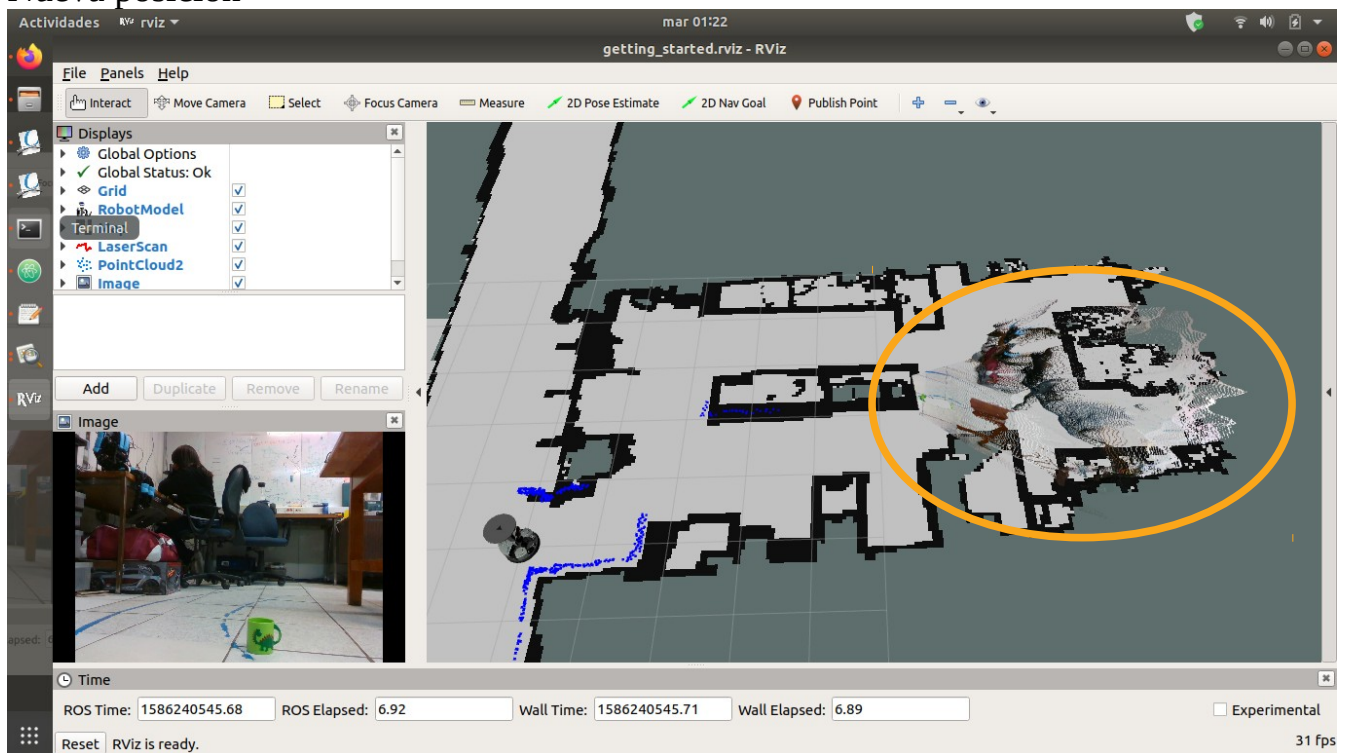 Nueva posición
Actividades rviz mar 01:22
getting_started.rviz - RViz
File Panels Help
Interact Move Camera Select Focus Camera Measure 2D Pose Estimate 2D Nav Goal Publish Point
Displays
Global Options
Global Status: Ok
Grid
RobotModel
Terminal
LaserScan
PointCloud2
Image
Add Duplicate Remove Rename
RViz
Image
Time
ROS Time: 1586240545.68 ROS Elapsed: 6.92 Wall Time: 1586240545.71 Wall Elapsed: 6.89 Experimental
Reset RViz is ready. 31 fps